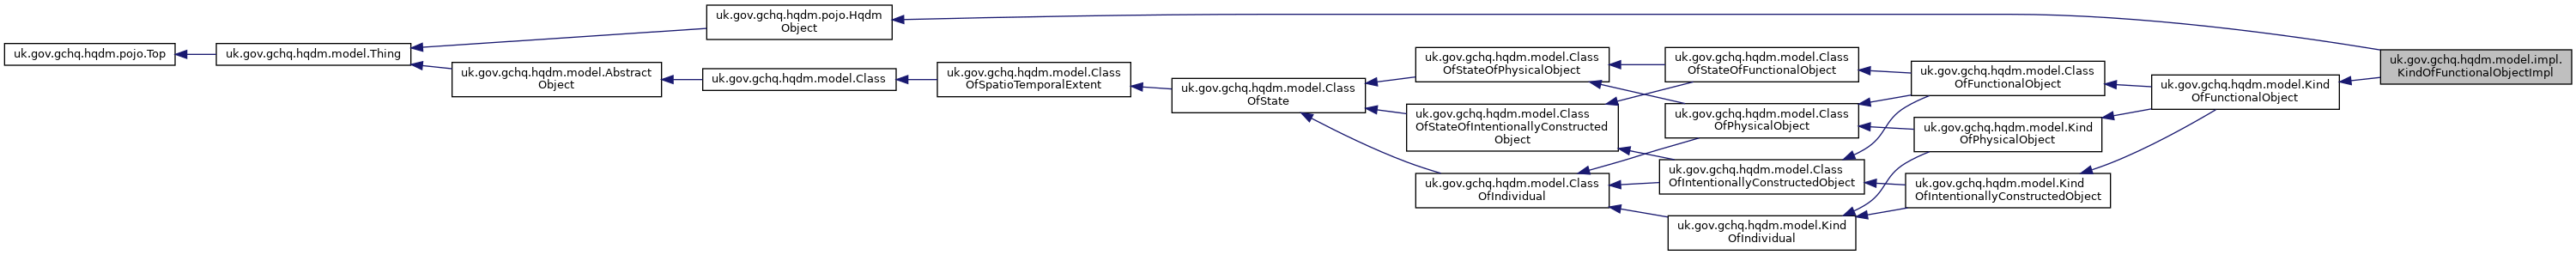 uk.gov.gchq.hqdm.pojo.Top
uk.gov.gchq.hqdm.model.Thing
uk.gov.gchq.hqdm.pojo.Hqdm
Object
uk.gov.gchq.hqdm.model.Abstract
Object
uk.gov.gchq.hqdm.model.Class
uk.gov.gchq.hqdm.model.Class
OfSpatioTemporalExtent
uk.gov.gchq.hqdm.model.Class
OfState
uk.gov.gchq.hqdm.model.Class
OfStateOfPhysicalObject
uk.gov.gchq.hqdm.model.Class
OfStateOfIntentionallyConstructed
Object
uk.gov.gchq.hqdm.model.Class
OfIndividual
uk.gov.gchq.hqdm.model.Class
OfStateOfFunctionalObject
uk.gov.gchq.hqdm.model.Class
OfPhysicalObject
uk.gov.gchq.hqdm.model.Class
OfIntentionallyConstructedObject
uk.gov.gchq.hqdm.model.Kind
OfIndividual
uk.gov.gchq.hqdm.model.Class
OfFunctionalObject
uk.gov.gchq.hqdm.model.Kind
OfPhysicalObject
uk.gov.gchq.hqdm.model.Kind
OfIntentionallyConstructedObject
uk.gov.gchq.hqdm.model.Kind
OfFunctionalObject
uk.gov.gchq.hqdm.model.impl.
KindOfFunctionalObjectImpl